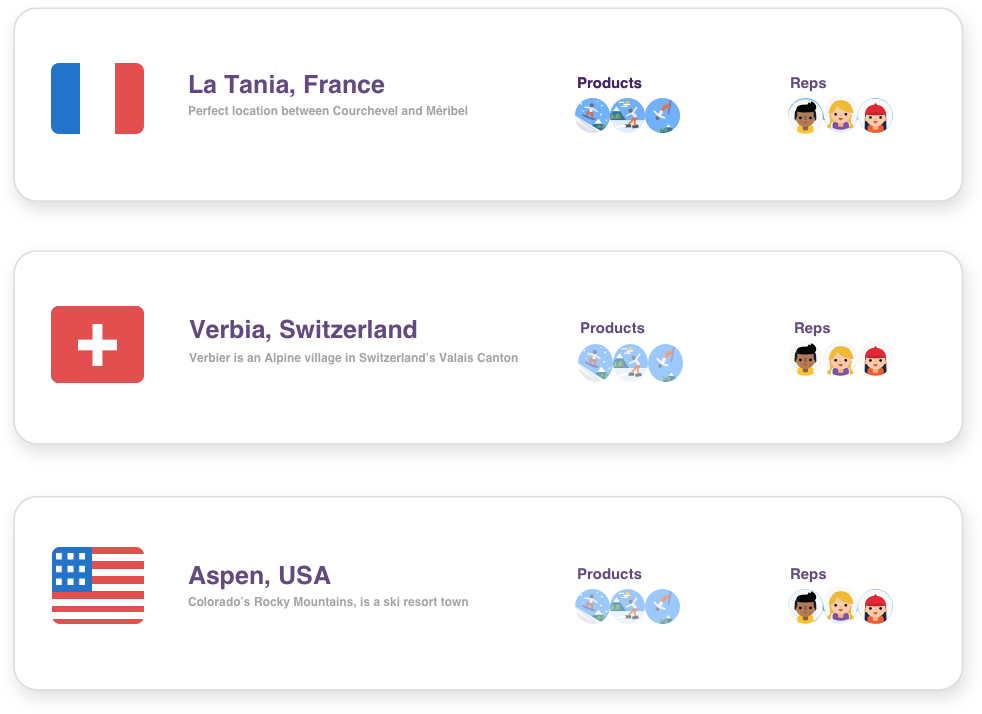 La Tania, France
Perfect location between Courchevel and Méribel
Products
Reps
Verbia, Switzerland
Verbier is an Alpine village in Switzerland's Valais Canton
Products
Reps
Aspen, USA
Colorado's Rocky Mountains, is a ski resort town
Products
Reps